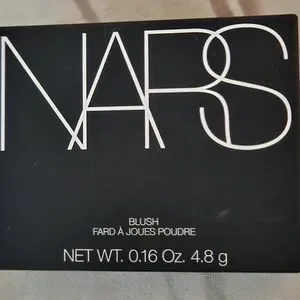 NARS
BLUSH
FARD À JOUES POUDRE
NET WT. 0.16 Oz. 4.8 g